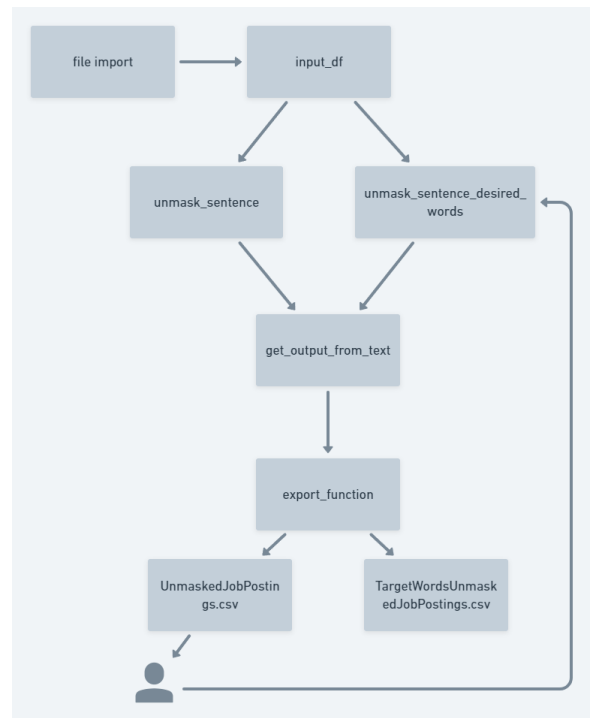 file import
input_df
unmask_sentence
unmask_sentence_desired_
words
get_output_from_text
export_function
UnmaskedJobPostin
gs.csv
TargetWordsUnmask
edJobPostings.csv